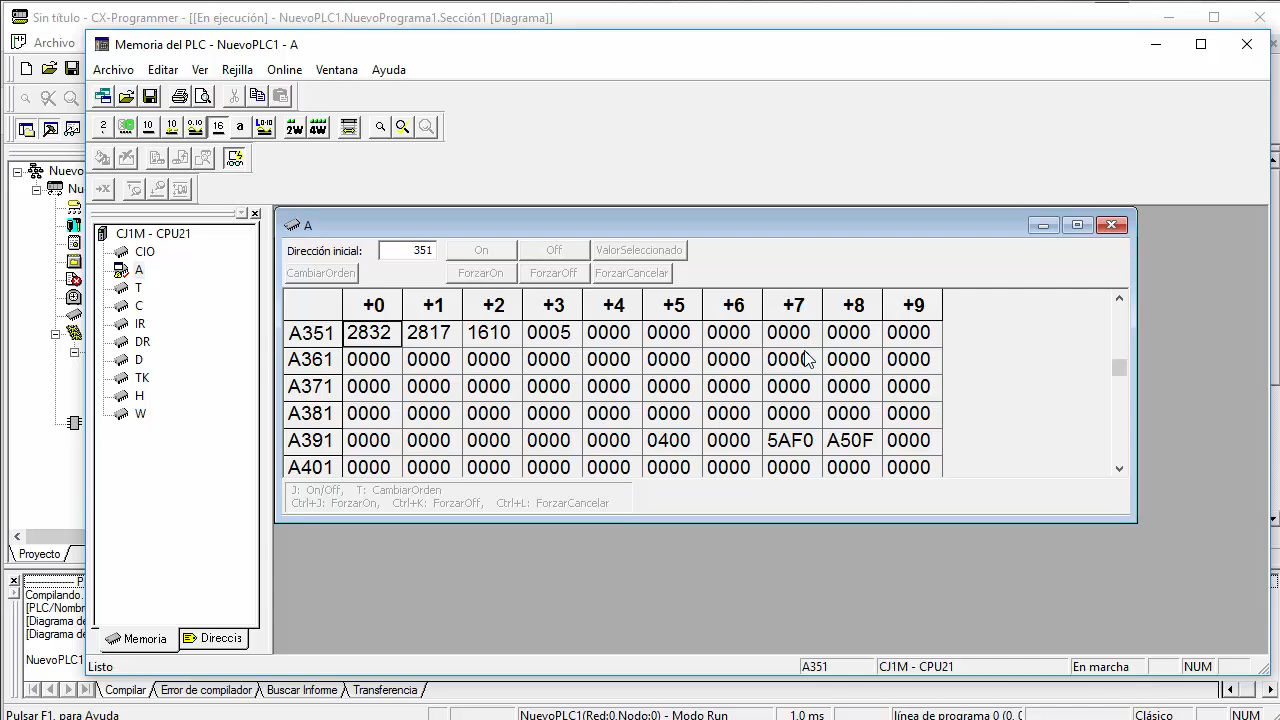 Sin título - CX-Programmer - [[En ejecución] - NuevoPLC1.NuevoPrograma1.Sección1 [Diagrama]]
Archivo
Memoria del PLC - NuevoPLC1 - A
Archivo Editar Ver Rejilla Online Ventana Ayuda
? 10 10 0.10 16 a L0-10 2W 4W
Nuevo
Nu
CJ1M - CPU21
CIO
A
T
C
IR
DR
D
TK
H
W
A
Dirección inicial: 351 On Off ValorSeleccionado
CambiarOrden ForzarOn ForzarOff ForzarCancelar
+0 +1 +2 +3 +4 +5 +6 +7 +8 +9
A351 2832 2817 1610 0005 0000 0000 0000 0000 0000 0000
A361 0000 0000 0000 0000 0000 0000 0000 0000 0000 0000
A371 0000 0000 0000 0000 0000 0000 0000 0000 0000 0000
A381 0000 0000 0000 0000 0000 0000 0000 0000 0000 0000
A391 0000 0000 0000 0000 0000 0400 0000 5AF0 A50F 0000
A401 0000 0000 0000 0000 0000 0000 0000 0000 0000 0000
J: On/Off, T: CambiarOrden
Ctrl+J: ForzarOn, Ctrl+K: ForzarOff, Ctrl+L: ForzarCancelar
Proyecto
Compilando.
[PLC/Nombr
[Diagrama de
[Diagrama de
NuevoPLC1
Memoria Direccis
Listo A351 CJ1M - CPU21 En marcha NUM
Compilar Error de compilador Buscar Informe Transferencia
Pulsar F1, para Ayuda NuevoPLC1(Red:0,Nodo:0) - Modo Run 1.0 ms línea de programa 0 (0, 0 Clásico NUM